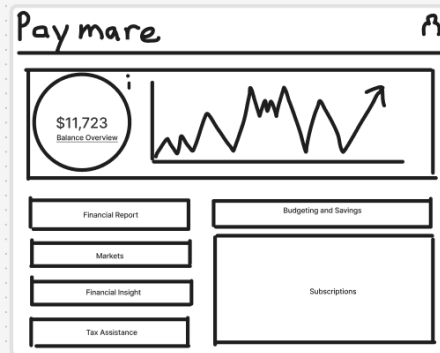 Paymare
$11,723
Balance Overview
Financial Report
Budgeting and Savings
Markets
Financial Insight
Subscriptions
Tax Assistance